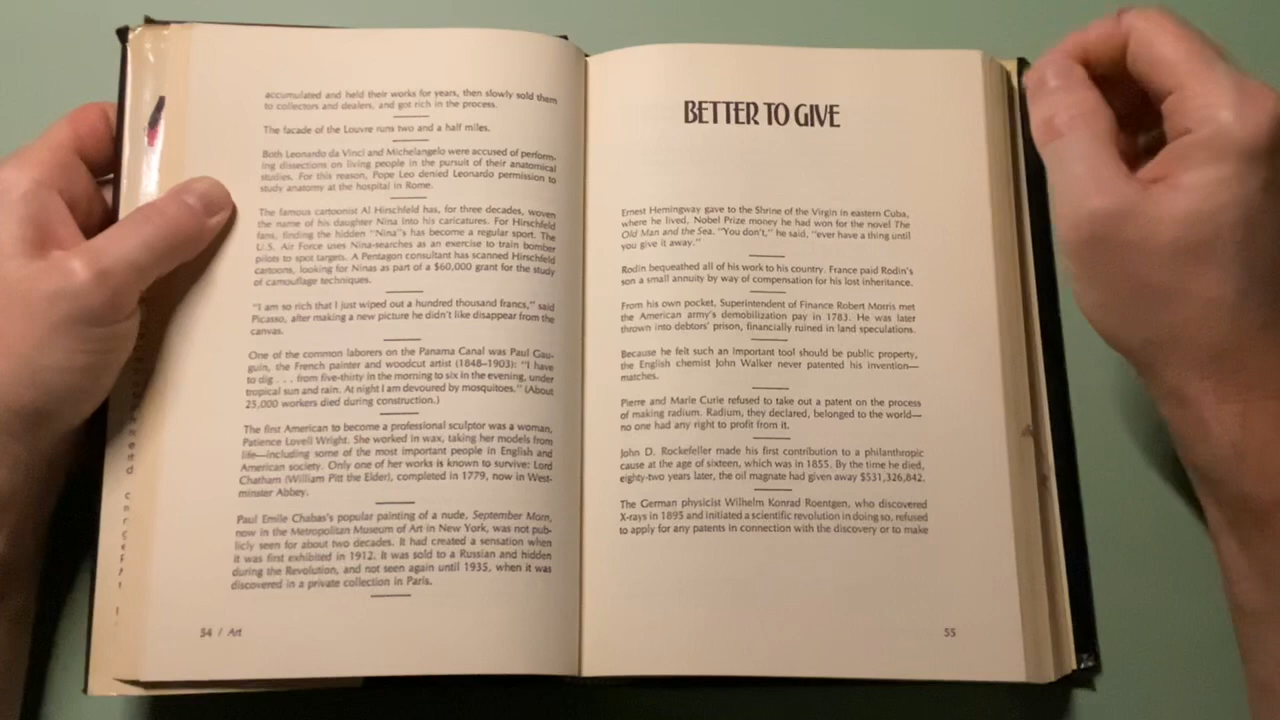 accumulated and held their works for years, then slowly sold them
to collectors and dealers, and got rich in the process.
The facade of the Louvre runs two and a half miles.
Both Leonardo da Vinci and Michelangelo were accused of perform-
ing dissections on living people in the pursuit of their anatomical
studies. For this reason, Pope Leo denied Leonardo permission to
study anatomy at the hospital in Rome.
The famous cartoonist Al Hirschfeld has, for three decades, woven
the name of his daughter Nina into his caricatures. For Hirschfeld
fans, finding the hidden "Nina"s has become a regular sport. The
U.S. Air Force uses Nina-searches as an exercise to train bomber
pilots to spot targets. A Pentagon consultant has scanned Hirschfeld
cartoons, looking for Ninas as part of a $60,000 grant for the study
of camouflage techniques.
"I am so rich that I just wiped out a hundred thousand francs," said
Picasso, after making a new picture he didn't like disappear from the
canvas.
One of the common laborers on the Panama Canal was Paul Gau-
guin, the French painter and woodcut artist (1848–1903): "I have
to dig . . . from five-thirty in the morning to six in the evening, under
tropical sun and rain. At night I am devoured by mosquitoes." (About
25,000 workers died during construction.)
The first American to become a professional sculptor was a woman,
Patience Lovell Wright. She worked in wax, taking her models from
life—including some of the most important people in English and
American society. Only one of her works is known to survive: Lord
Chatham (William Pitt the Elder), completed in 1779, now in West-
minster Abbey.
Paul Emile Chabas's popular painting of a nude, September Morn,
now in the Metropolitan Museum of Art in New York, was not pub-
licly seen for about two decades. It had created a sensation when
it was first exhibited in 1912. It was sold to a Russian and hidden
during the Revolution, and not seen again until 1935, when it was
discovered in a private collection in Paris.
54 / Art
BETTER TO GIVE
Ernest Hemingway gave to the Shrine of the Virgin in eastern Cuba,
where he lived, Nobel Prize money he had won for the novel The
Old Man and the Sea. "You don't," he said, "ever have a thing until
you give it away."
Rodin bequeathed all of his work to his country. France paid Rodin's
son a small annuity by way of compensation for his lost inheritance.
From his own pocket, Superintendent of Finance Robert Morris met
the American army's demobilization pay in 1783. He was later
thrown into debtors' prison, financially ruined in land speculations.
Because he felt such an important tool should be public property,
the English chemist John Walker never patented his invention—
matches.
Pierre and Marie Curie refused to take out a patent on the process
of making radium. Radium, they declared, belonged to the world—
no one had any right to profit from it.
John D. Rockefeller made his first contribution to a philanthropic
cause at the age of sixteen, which was in 1855. By the time he died,
eighty-two years later, the oil magnate had given away $531,326,842.
The German physicist Wilhelm Konrad Roentgen, who discovered
X-rays in 1895 and initiated a scientific revolution in doing so, refused
to apply for any patents in connection with the discovery or to make
55